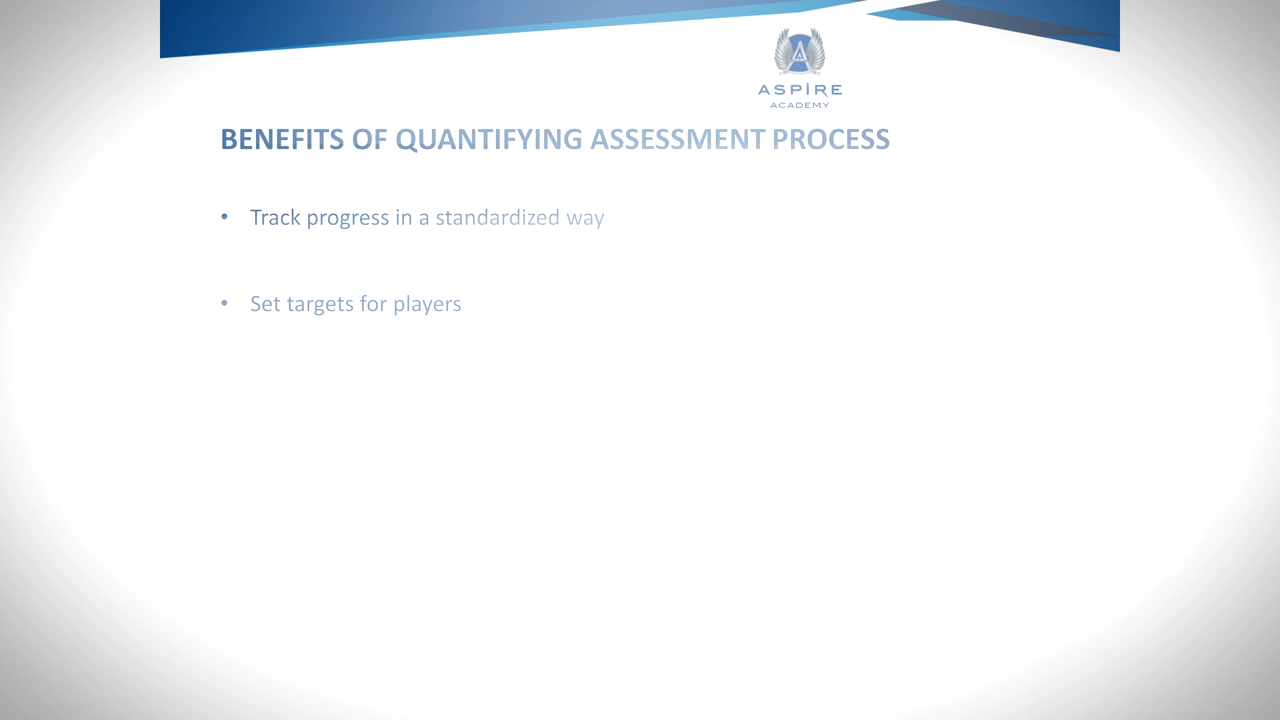 ASPIRE
ACADEMY
BENEFITS OF QUANTIFYING ASSESSMENT PROCESS
• Track progress in a standardized way
• Set targets for players